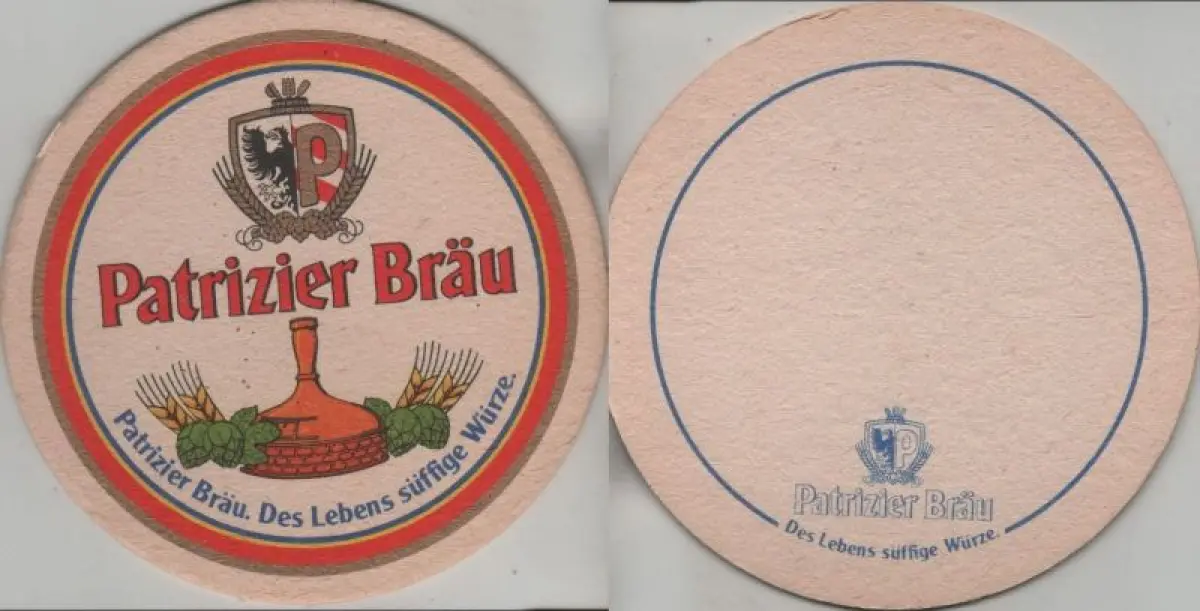 P
Patrizier Bräu
Patrizier Bräu. Des Lebens süffige Würze.
P
Patrizier Bräu
Des Lebens süffige Würze.